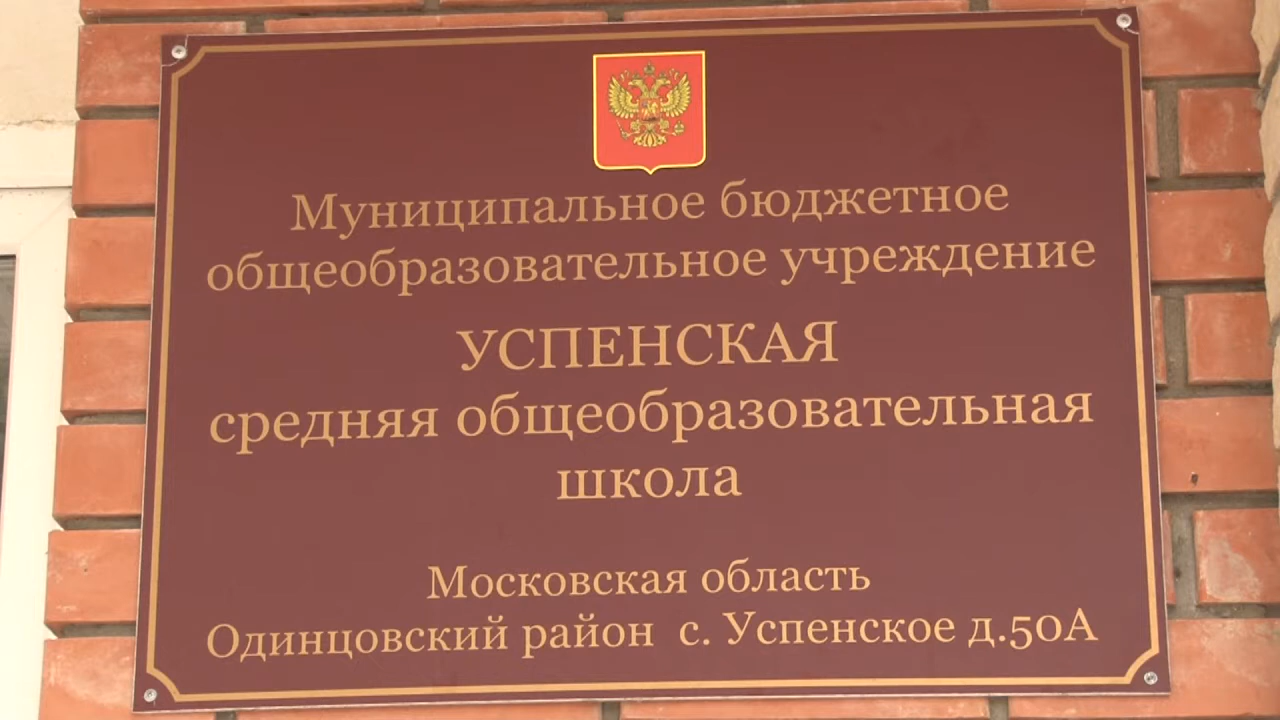 Муниципальное бюджетное
общеобразовательное учреждение
УСПЕНСКАЯ
средняя общеобразовательная
школа
Московская область
Одинцовский район с. Успенское д.50А